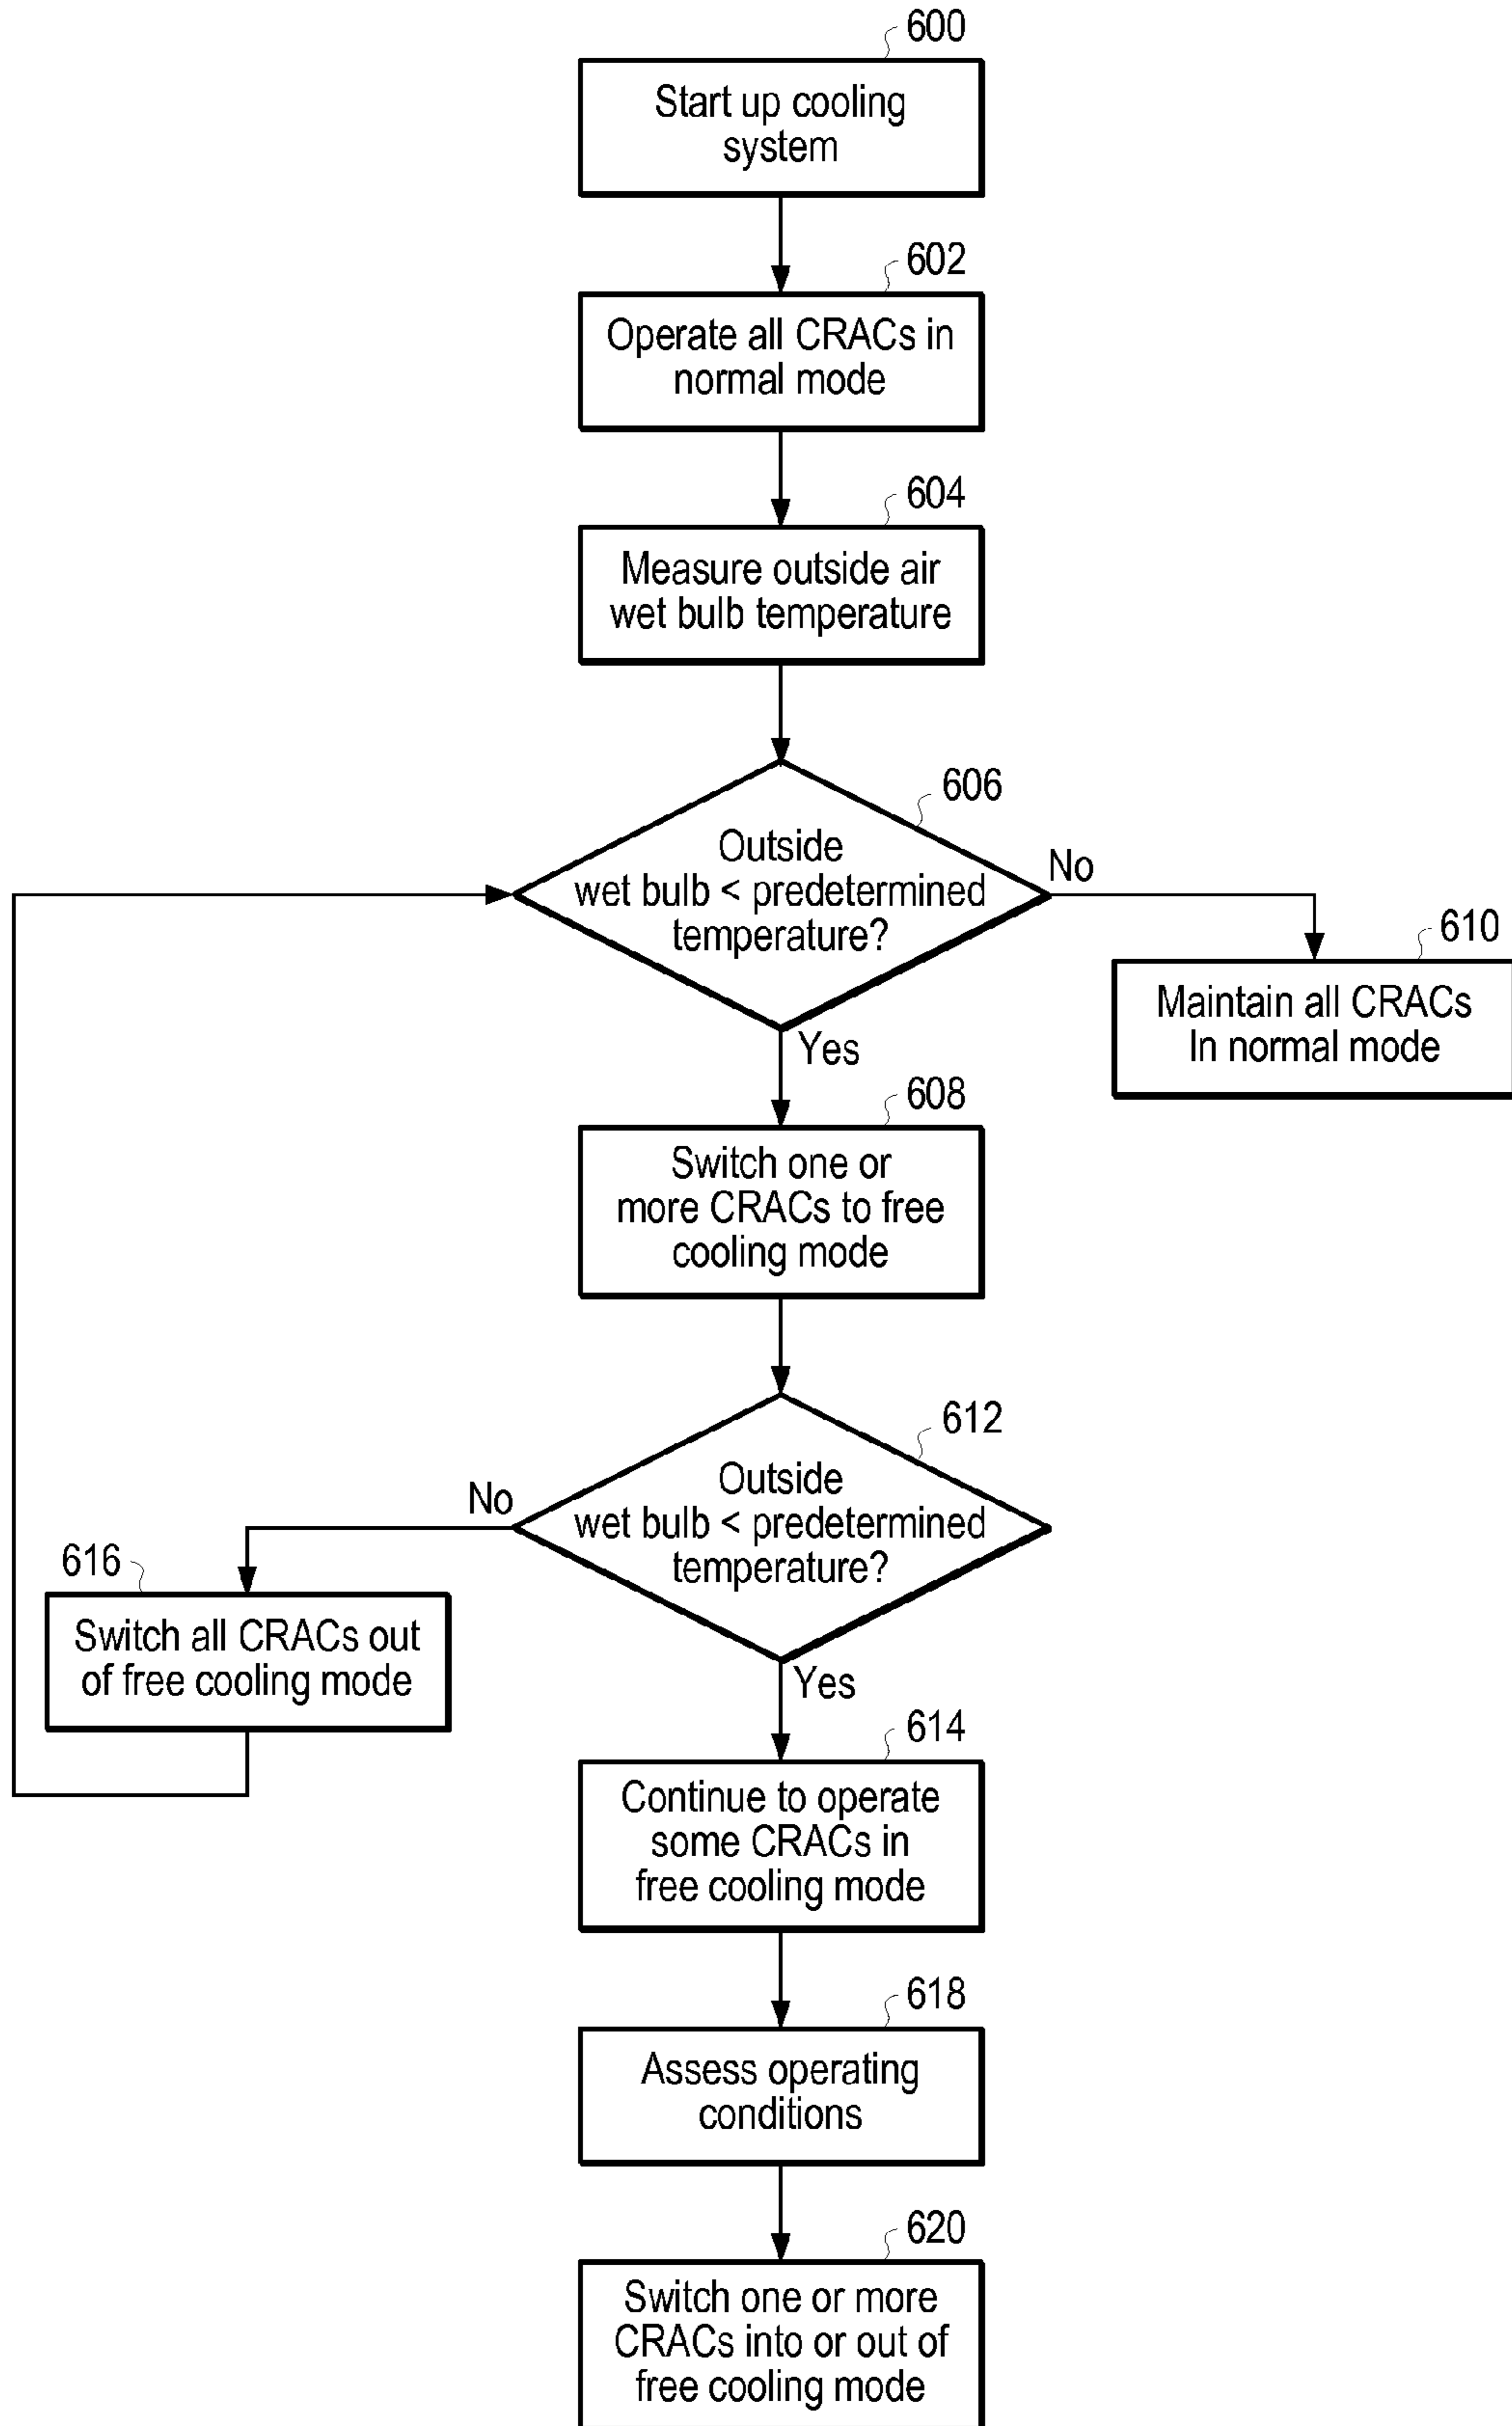 600
Start up cooling
system
602
Operate all CRACs in
normal mode
604
Measure outside air
wet bulb temperature
606
Outside
wet bulb < predetermined
temperature?
No
610
Maintain all CRACs
In normal mode
Yes
608
Switch one or
more CRACs to free
cooling mode
612
Outside
wet bulb < predetermined
temperature?
No
616
Switch all CRACs out
of free cooling mode
Yes
614
Continue to operate
some CRACs in
free cooling mode
618
Assess operating
conditions
620
Switch one or more
CRACs into or out of
free cooling mode